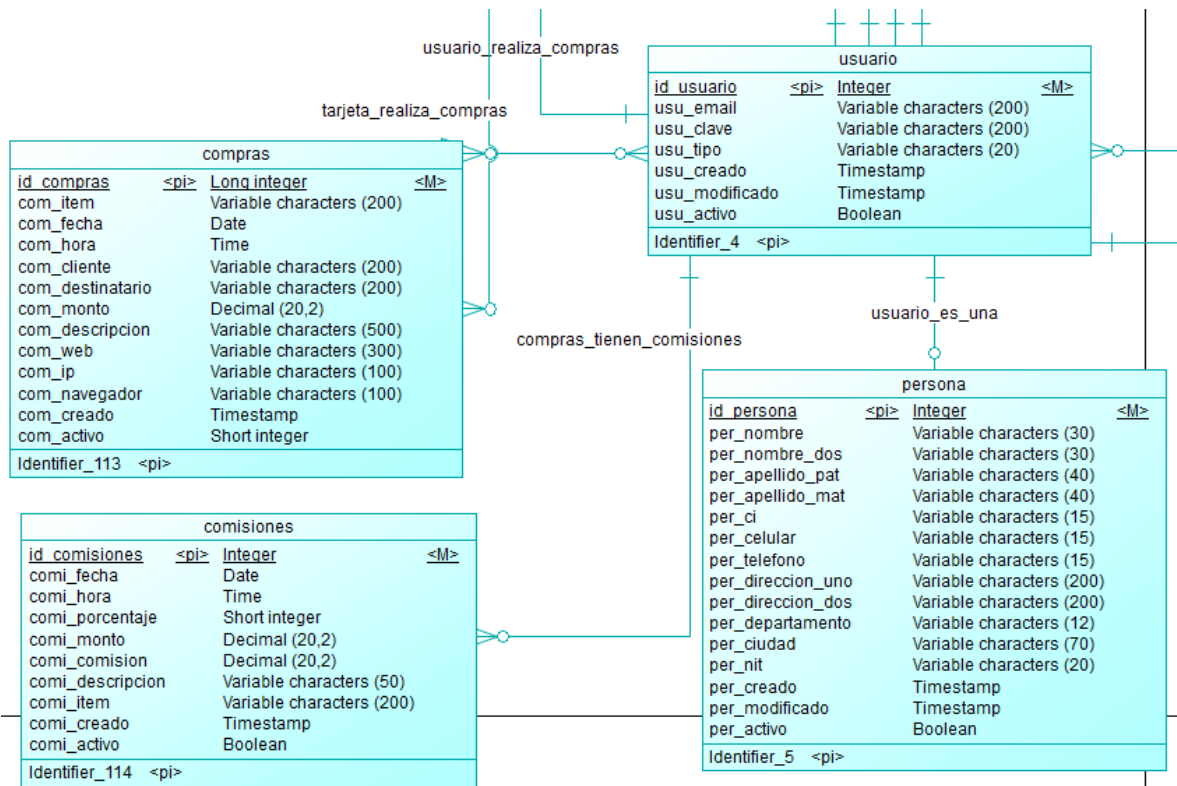 usuario_realiza_compras
tarjeta_realiza_compras
usuario
id_usuario <pi> Integer <M>
usu_email Variable characters (200)
usu_clave Variable characters (200)
usu_tipo Variable characters (20)
usu_creado Timestamp
usu_modificado Timestamp
usu_activo Boolean
Identifier_4 <pi>
compras
id_compras <pi> Long integer <M>
com_item Variable characters (200)
com_fecha Date
com_hora Time
com_cliente Variable characters (200)
com_destinatario Variable characters (200)
com_monto Decimal (20,2)
com_descripcion Variable characters (500)
com_web Variable characters (300)
com_ip Variable characters (100)
com_navegador Variable characters (100)
com_creado Timestamp
com_activo Short integer
Identifier_113 <pi>
usuario_es_una
compras_tienen_comisiones
persona
id_persona <pi> Integer <M>
per_nombre Variable characters (30)
per_nombre_dos Variable characters (30)
per_apellido_pat Variable characters (40)
per_apellido_mat Variable characters (40)
per_ci Variable characters (15)
per_celular Variable characters (15)
per_telefono Variable characters (15)
per_direccion_uno Variable characters (200)
per_direccion_dos Variable characters (200)
per_departamento Variable characters (12)
per_ciudad Variable characters (70)
per_nit Variable characters (20)
per_creado Timestamp
per_modificado Timestamp
per_activo Boolean
Identifier_5 <pi>
comisiones
id_comisiones <pi> Integer <M>
comi_fecha Date
comi_hora Time
comi_porcentaje Short integer
comi_monto Decimal (20,2)
comi_comision Decimal (20,2)
comi_descripcion Variable characters (50)
comi_item Variable characters (200)
comi_creado Timestamp
comi_activo Boolean
Identifier_114 <pi>